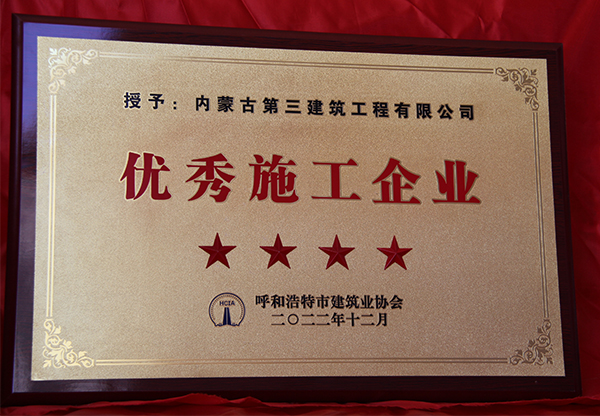 授予：内蒙古第三建筑工程有限公司
优秀施工企业
HCIA
呼和浩特市建筑业协会
二〇二二年十二月